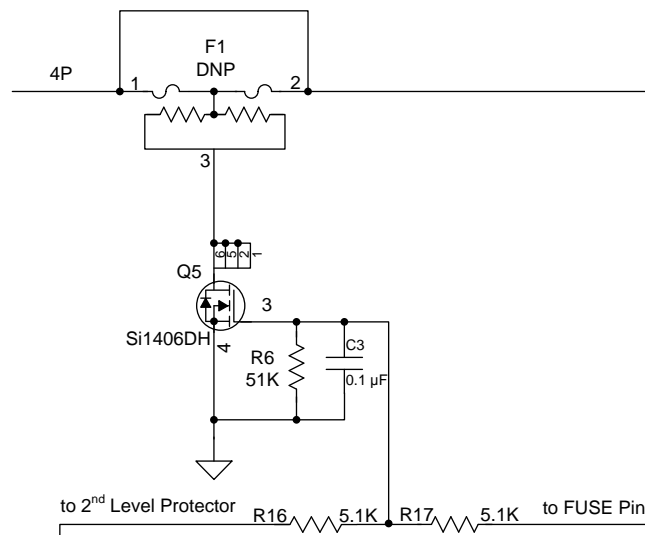 F1
DNP
4P
1
2
3
6
5
2
1
Q5
3
Si1406DH
4
R6
51K
C3
0.1 µF
to 2nd Level Protector
R16
5.1K
R17
5.1K
to FUSE Pin